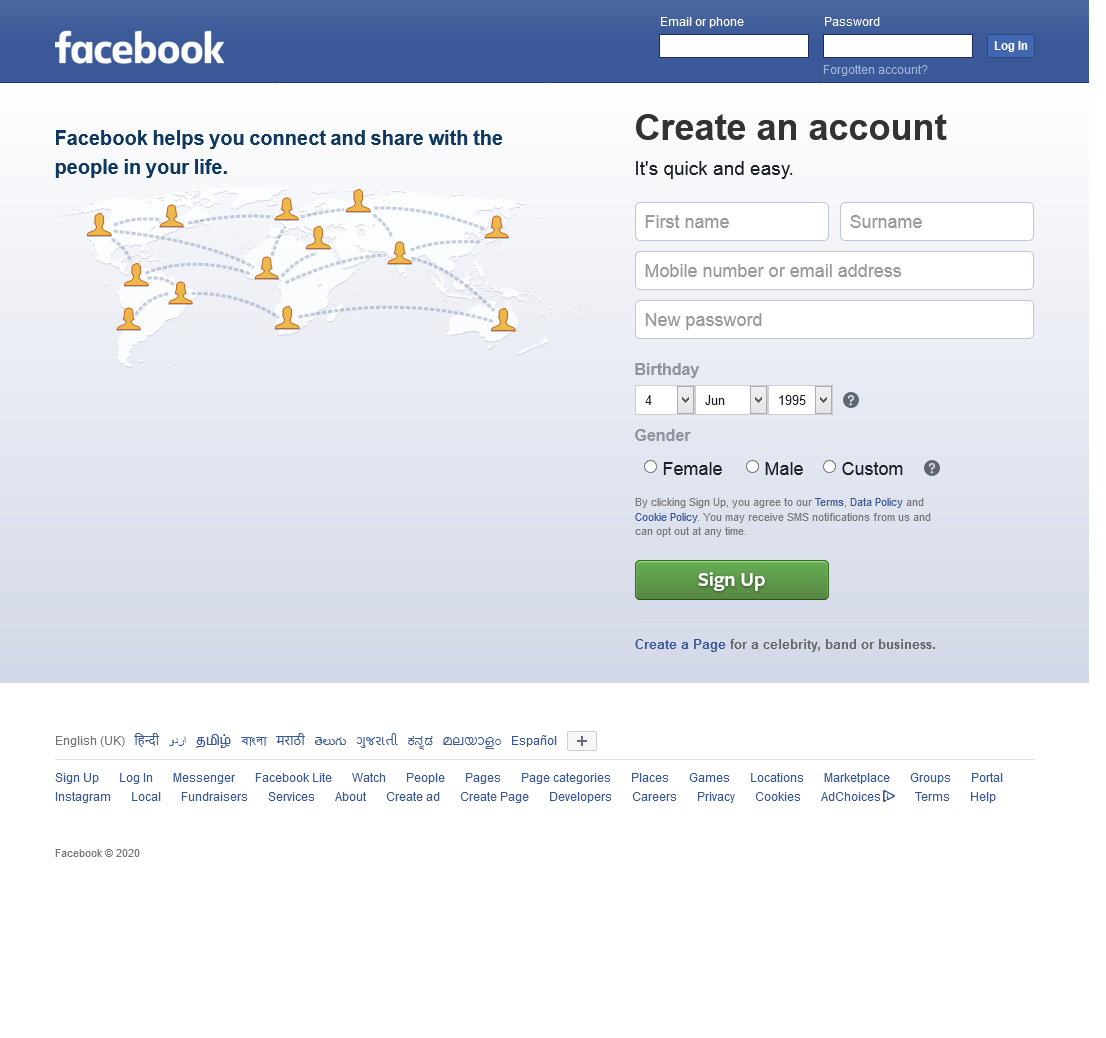 facebook
Email or phone
Password
Log In
Forgotten account?
Facebook helps you connect and share with the
people in your life.
Create an account
It's quick and easy.
First name
Surname
Mobile number or email address
New password
Birthday
4 Jun 1995 ?
Gender
Female Male Custom ?
By clicking Sign Up, you agree to our Terms, Data Policy and
Cookie Policy. You may receive SMS notifications from us and
can opt out at any time.
Sign Up
Create a Page for a celebrity, band or business.
English (UK) हिन्दी اردو தமிழ் বাংলা मराठी తెలుగు ગુજરાતી ಕನ್ನಡ മലയാളം Español +
Sign Up Log In Messenger Facebook Lite Watch People Pages Page categories Places Games Locations Marketplace Groups Portal
Instagram Local Fundraisers Services About Create ad Create Page Developers Careers Privacy Cookies AdChoices Terms Help
Facebook © 2020